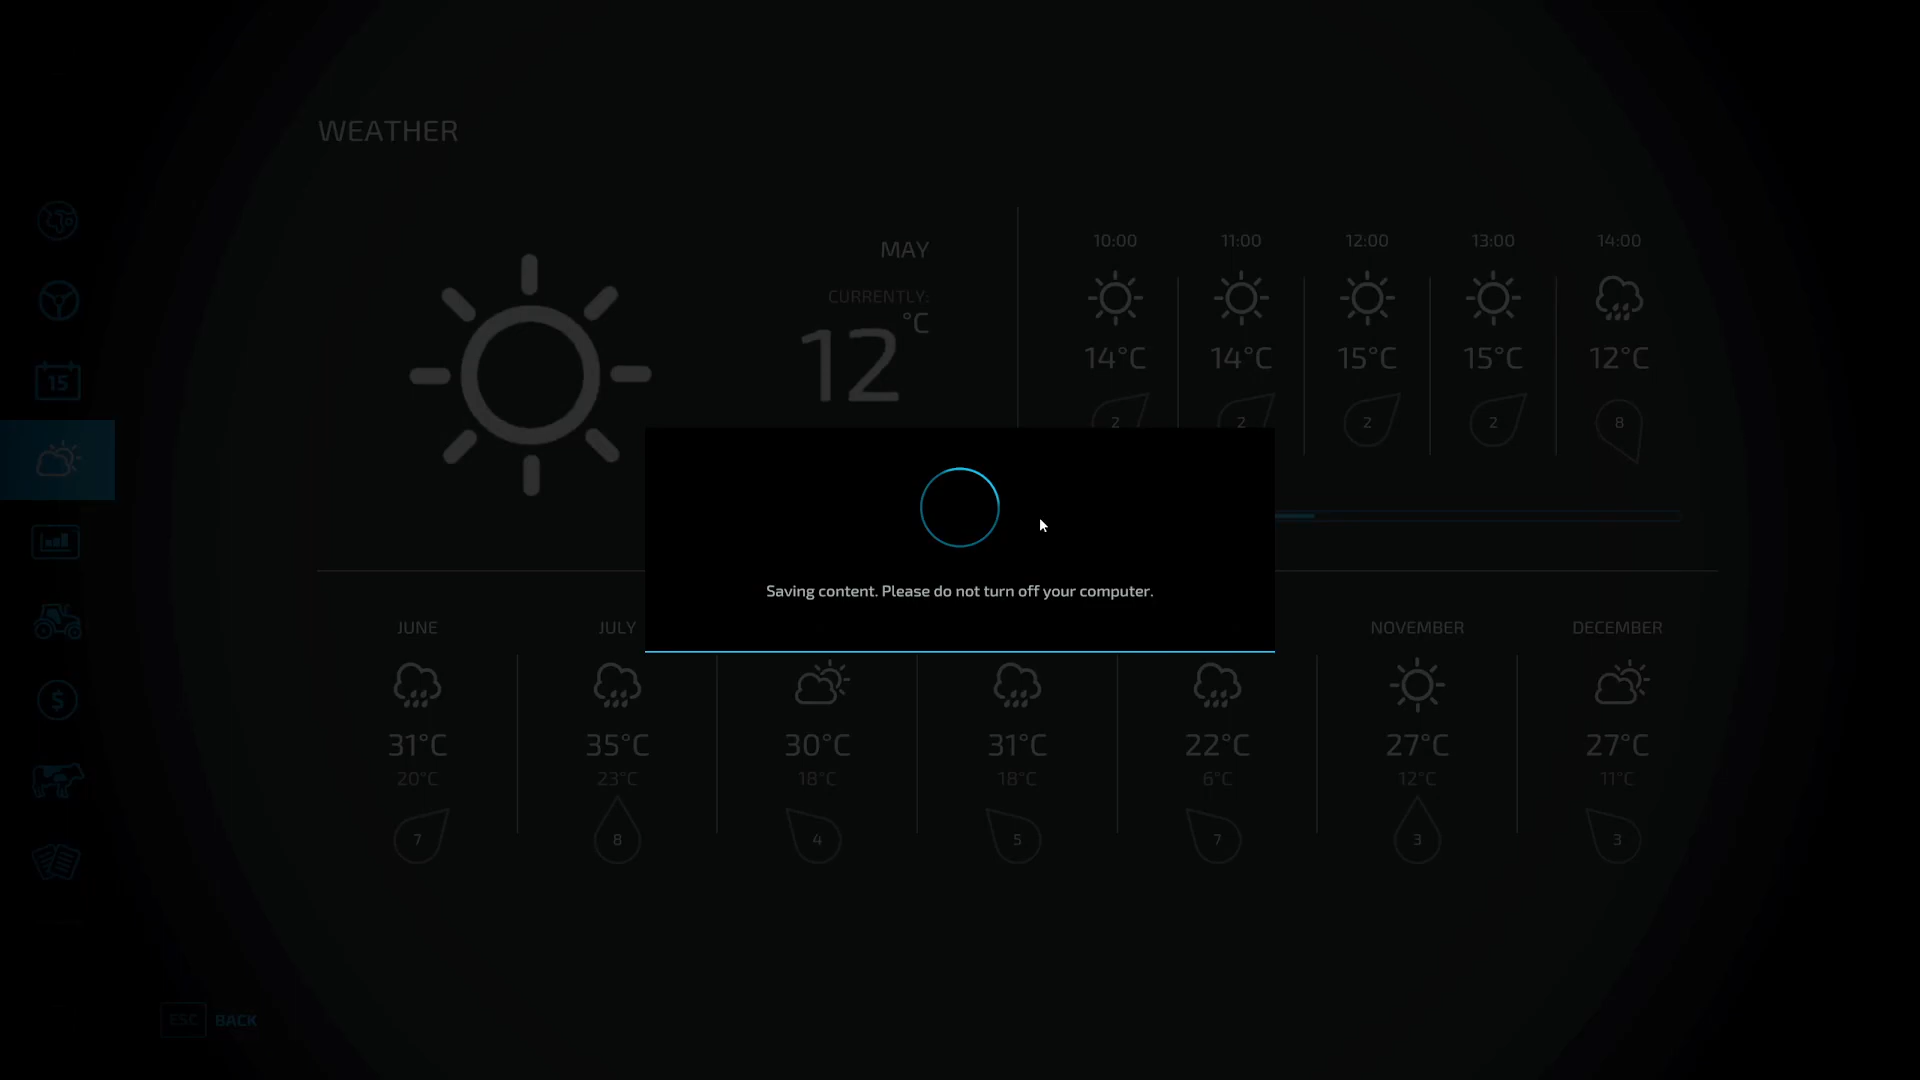 WEATHER
MAY
CURRENTLY:
12 °C
10:00 11:00 12:00 13:00 14:00
14°C 14°C 15°C 15°C 12°C
2 2 2 2 8
15
Saving content. Please do not turn off your computer.
JUNE JULY NOVEMBER DECEMBER
31°C 35°C 30°C 31°C 22°C 27°C 27°C
20°C 23°C 18°C 18°C 6°C 12°C 11°C
7 8 4 5 7 3 3
$
ESC BACK